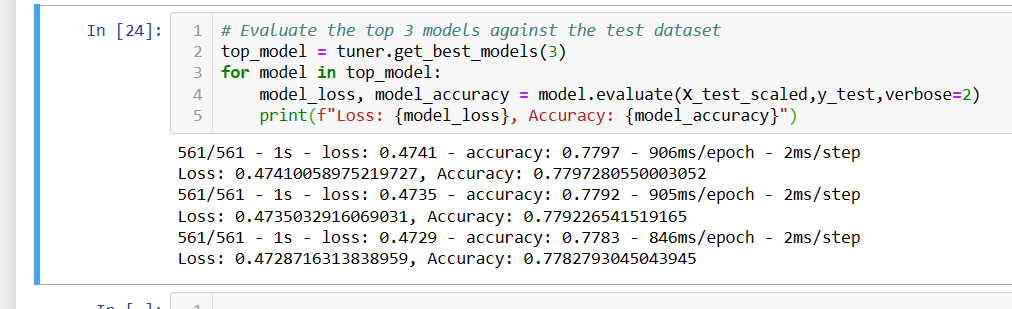 In [24]:
1 # Evaluate the top 3 models against the test dataset
2 top_model = tuner.get_best_models(3)
3 for model in top_model:
4     model_loss, model_accuracy = model.evaluate(X_test_scaled,y_test,verbose=2)
5     print(f"Loss: {model_loss}, Accuracy: {model_accuracy}")
561/561 - 1s - loss: 0.4741 - accuracy: 0.7797 - 906ms/epoch - 2ms/step
Loss: 0.47410058975219727, Accuracy: 0.7797280550003052
561/561 - 1s - loss: 0.4735 - accuracy: 0.7792 - 905ms/epoch - 2ms/step
Loss: 0.4735032916069031, Accuracy: 0.779226541519165
561/561 - 1s - loss: 0.4729 - accuracy: 0.7783 - 846ms/epoch - 2ms/step
Loss: 0.4728716313838959, Accuracy: 0.7782793045043945
In [ ]:
1